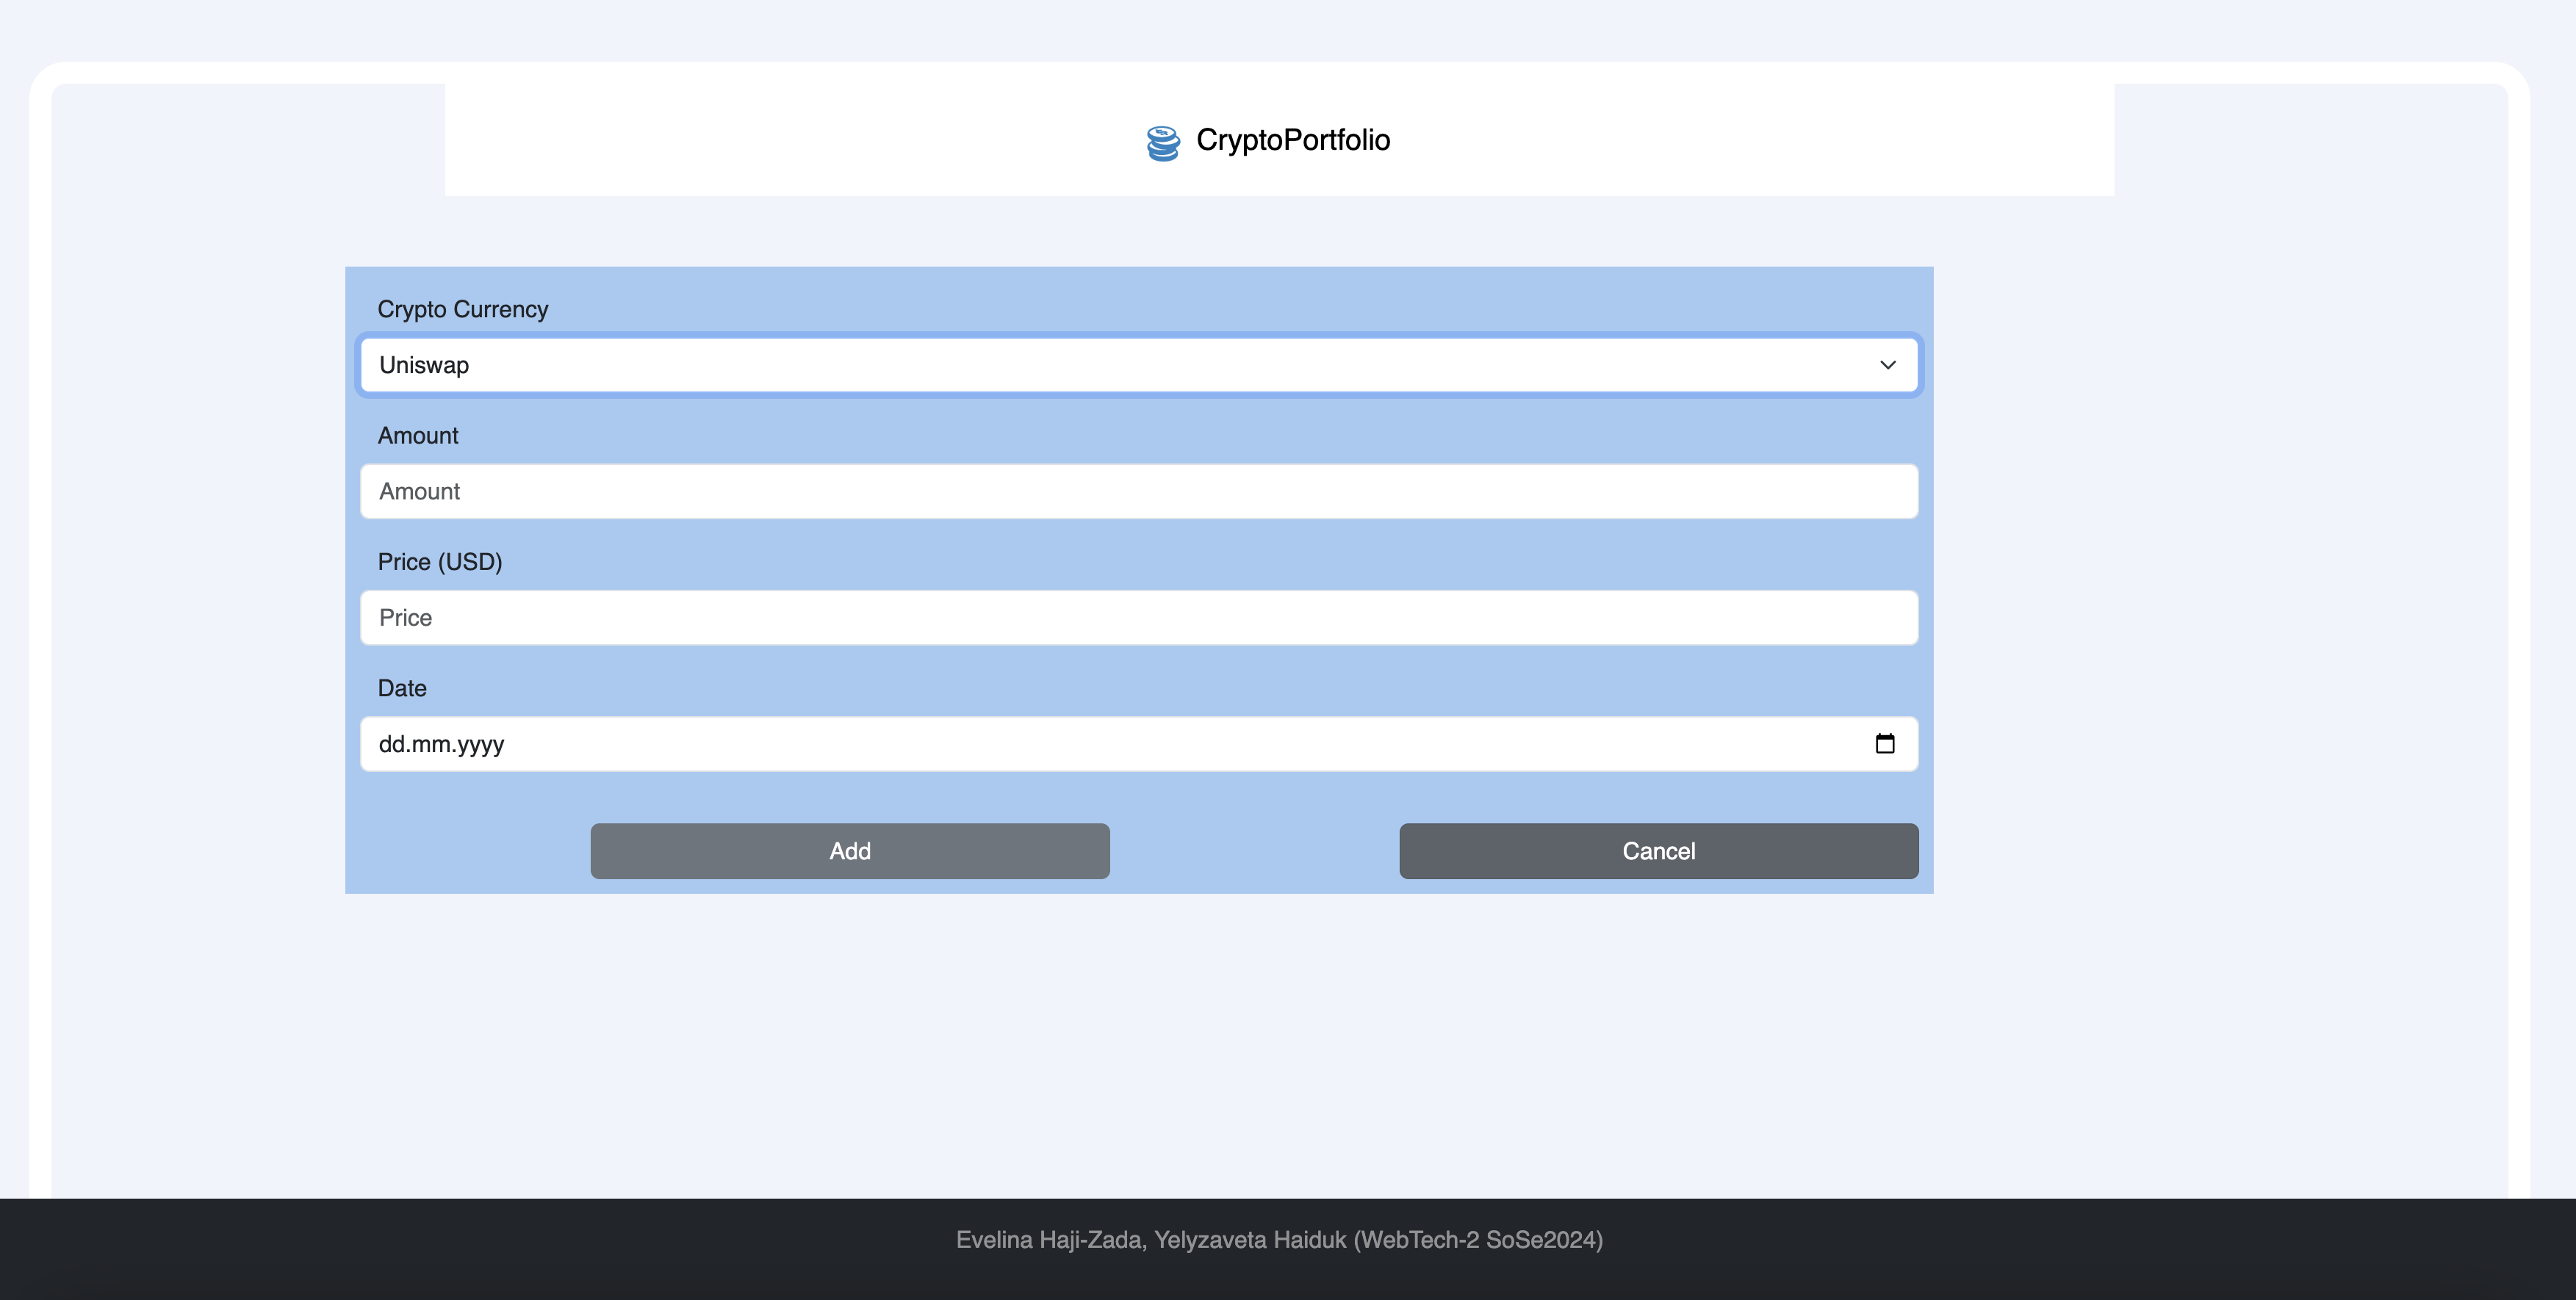 CryptoPortfolio
Crypto Currency
Uniswap
Amount
Amount
Price (USD)
Price
Date
dd.mm.yyyy
Add Cancel
Evelina Haji-Zada, Yelyzaveta Haiduk (WebTech-2 SoSe2024)